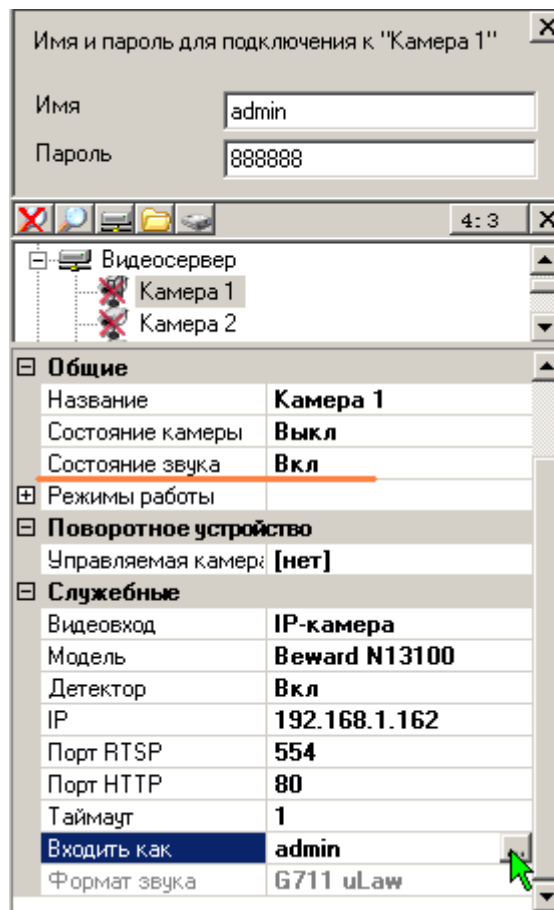 Имя и пароль для подключения к "Камера 1"
Имя admin
Пароль 888888
4:3
Видеосервер
Камера 1
Камера 2
Общие
Название Камера 1
Состояние камеры Выкл
Состояние звука Вкл
Режимы работы
Поворотное устройство
Управляемая камера [нет]
Служебные
Видеовход IP-камера
Модель Beward N13100
Детектор Вкл
IP 192.168.1.162
Порт RTSP 554
Порт HTTP 80
Таймаут 1
Входить как admin ...
Формат звука G711 uLaw